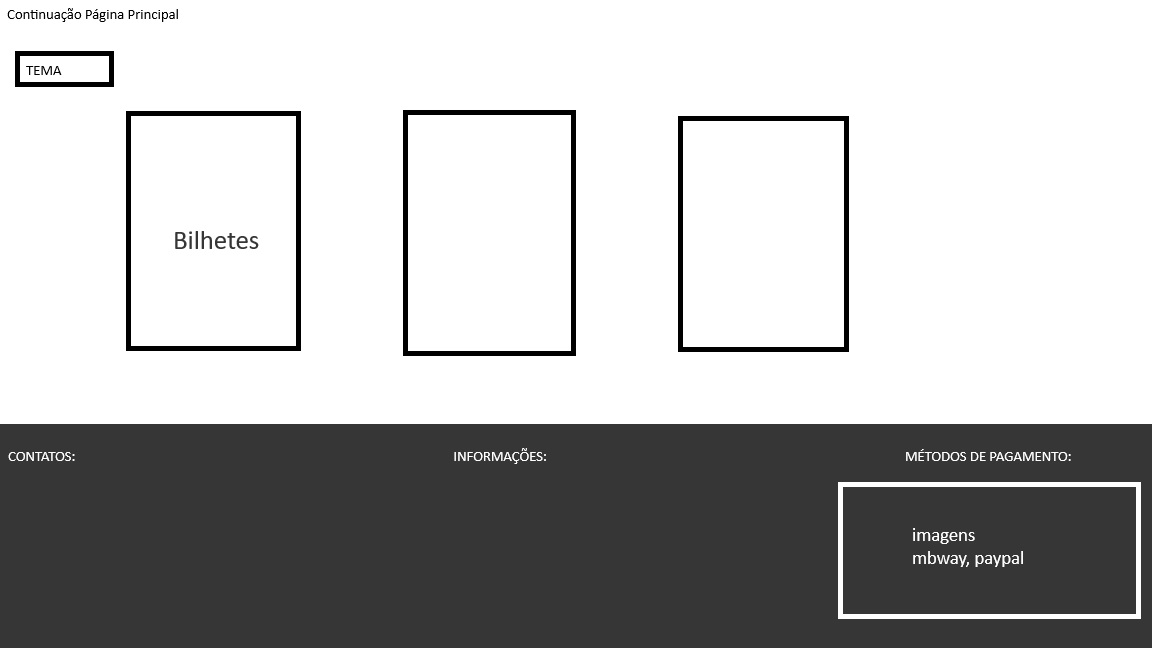 Continuação Página Principal
TEMA
Bilhetes
CONTATOS:
INFORMAÇÕES:
MÉTODOS DE PAGAMENTO:
imagens
mbway, paypal